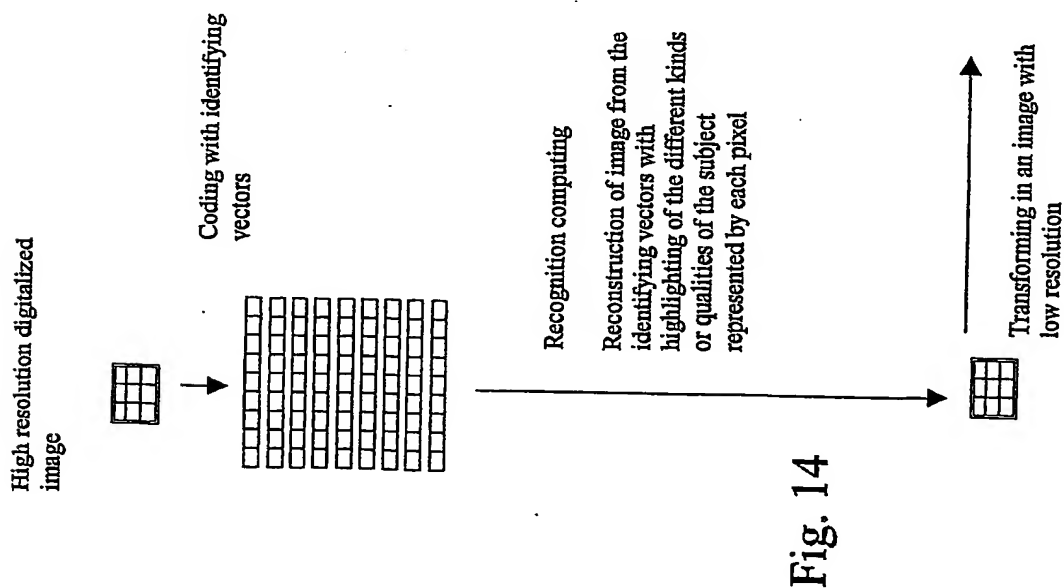 High resolution digitalized
image
Coding with identifying
vectors
Recognition computing
Reconstruction of image from the
identifying vectors with
highlighting of the different kinds
or qualities of the subject
represented by each pixel
Transforming in an image with
low resolution
Fig. 14